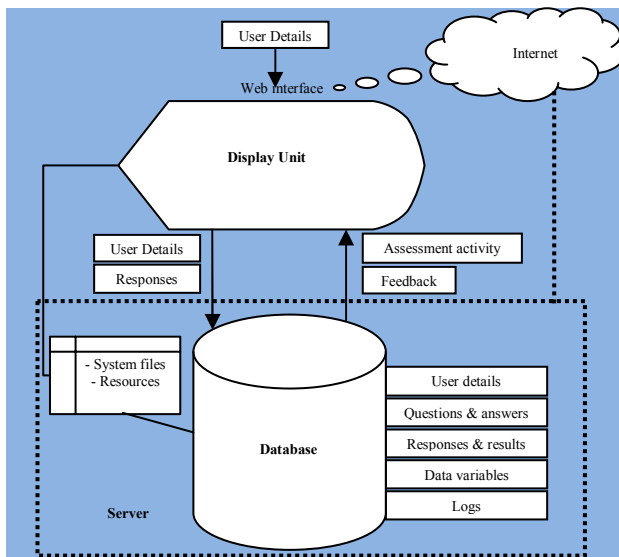 User Details
Internet
Web interface
Display Unit
User Details
Responses
Assessment activity
Feedback
- System files
- Resources
User details
Questions & answers
Responses & results
Data variables
Logs
Database
Server